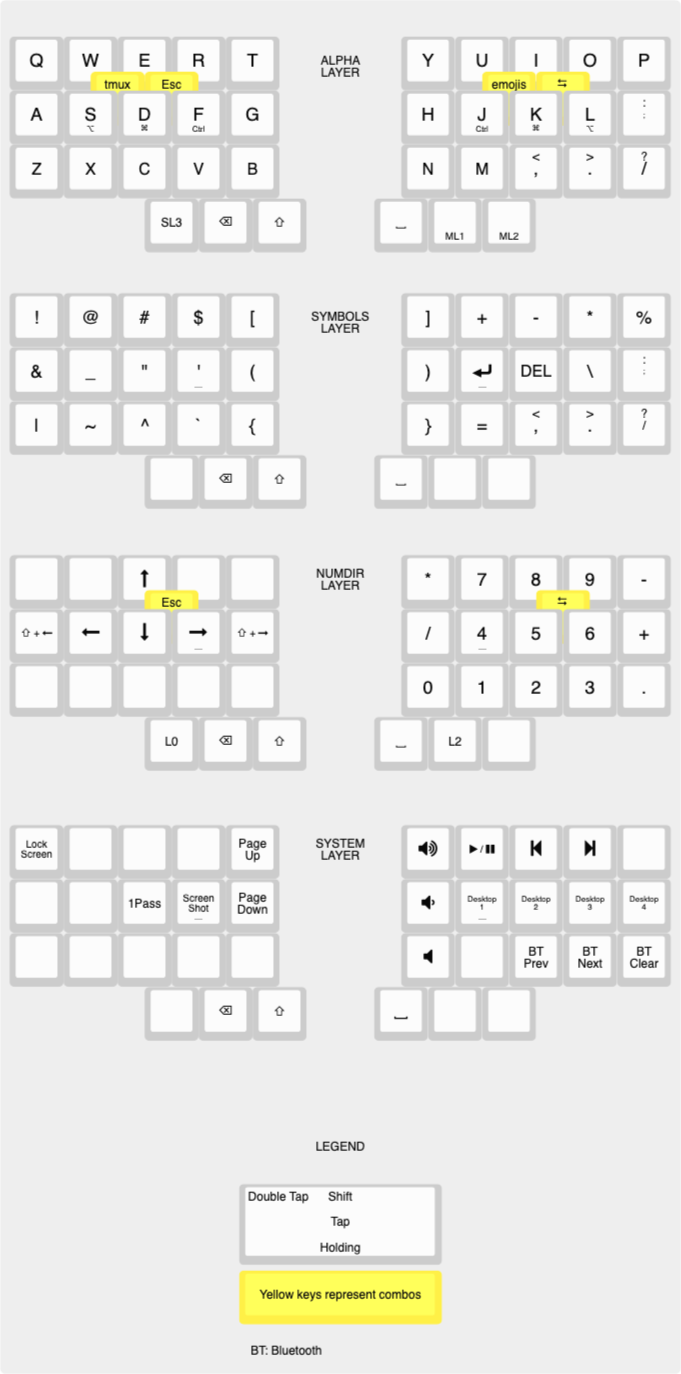 Q W E R T
ALPHA
LAYER
Y U I O P
tmux Esc
emojis ⇆
A S D F G
⌥ ⌘ Ctrl
H J K L :
;
Ctrl ⌘ ⌥
Z X C V B
N M < > ?
, . /
SL3 ⌫ ⇧
⎵ ML1 ML2
! @ # $ [
SYMBOLS
LAYER
] + - * %
& _ " ' (
) ↵ DEL \ :
;
| ~ ^ ` {
} = < > ?
, . /
⌫ ⇧
⎵
↑
NUMDIR
LAYER
* 7 8 9 -
Esc
⇆
⇧+← ← ↓ → ⇧+→
/ 4 5 6 +
0 1 2 3 .
L0 ⌫ ⇧
⎵ L2
Lock
Screen
Page
Up
SYSTEM
LAYER
▶/⏸
1Pass
Screen
Shot
Page
Down
Desktop
1
Desktop
2
Desktop
3
Desktop
4
BT
Prev
BT
Next
BT
Clear
⌫ ⇧
⎵
LEGEND
Double Tap Shift
Tap
Holding
Yellow keys represent combos
BT: Bluetooth